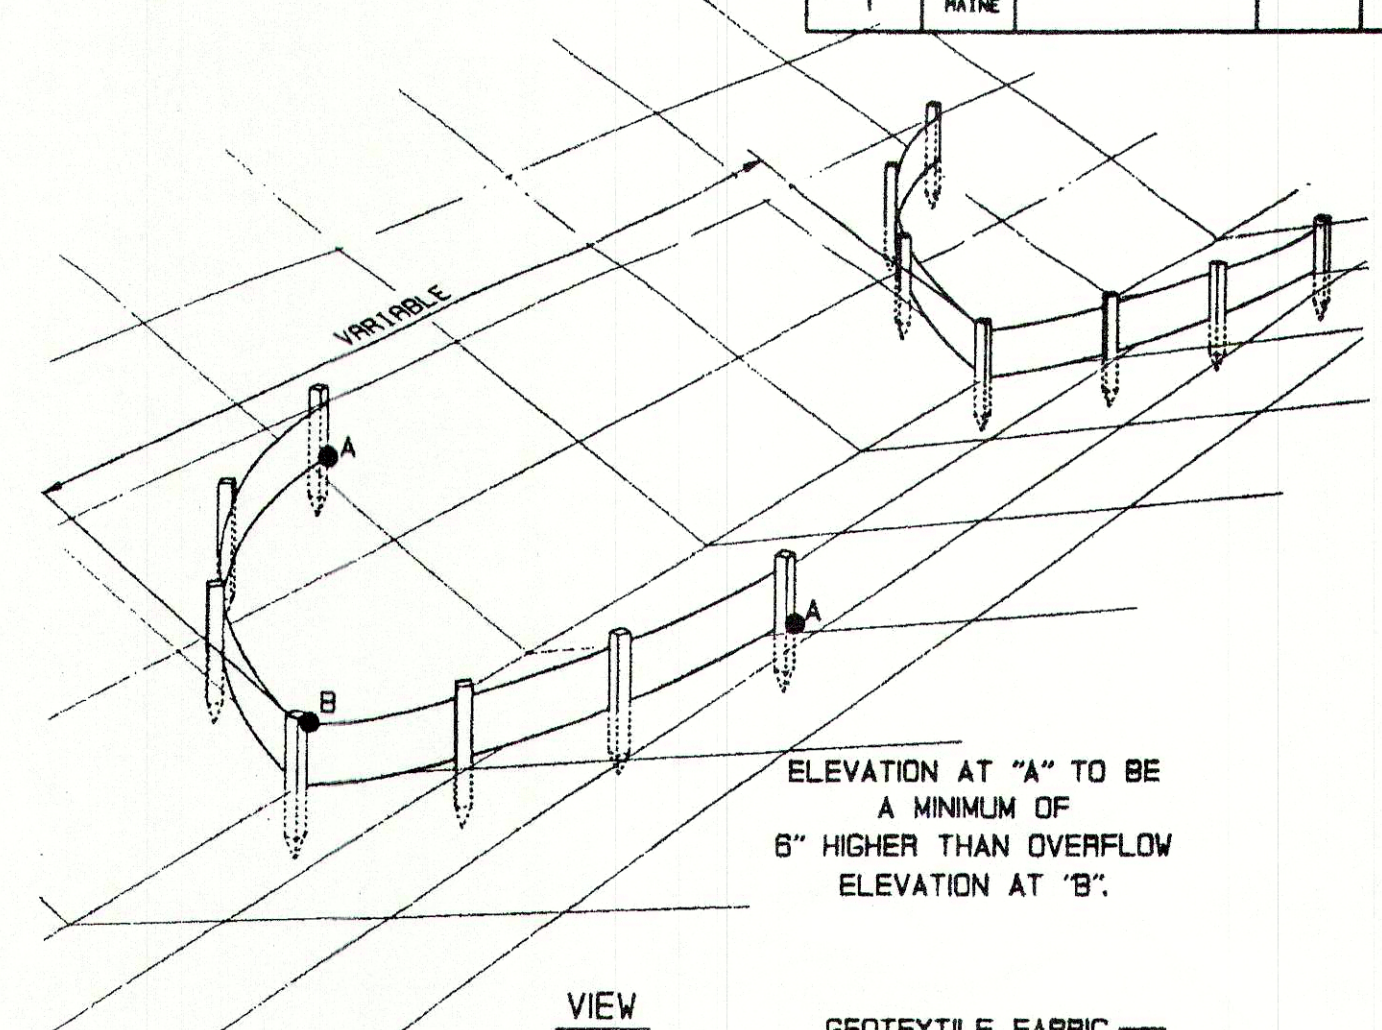 MAINE
VARIABLE
A
A
B
ELEVATION AT "A" TO BE
A MINIMUM OF
6" HIGHER THAN OVERFLOW
ELEVATION AT "B".
VIEW
GEOTEXTILE FABRIC